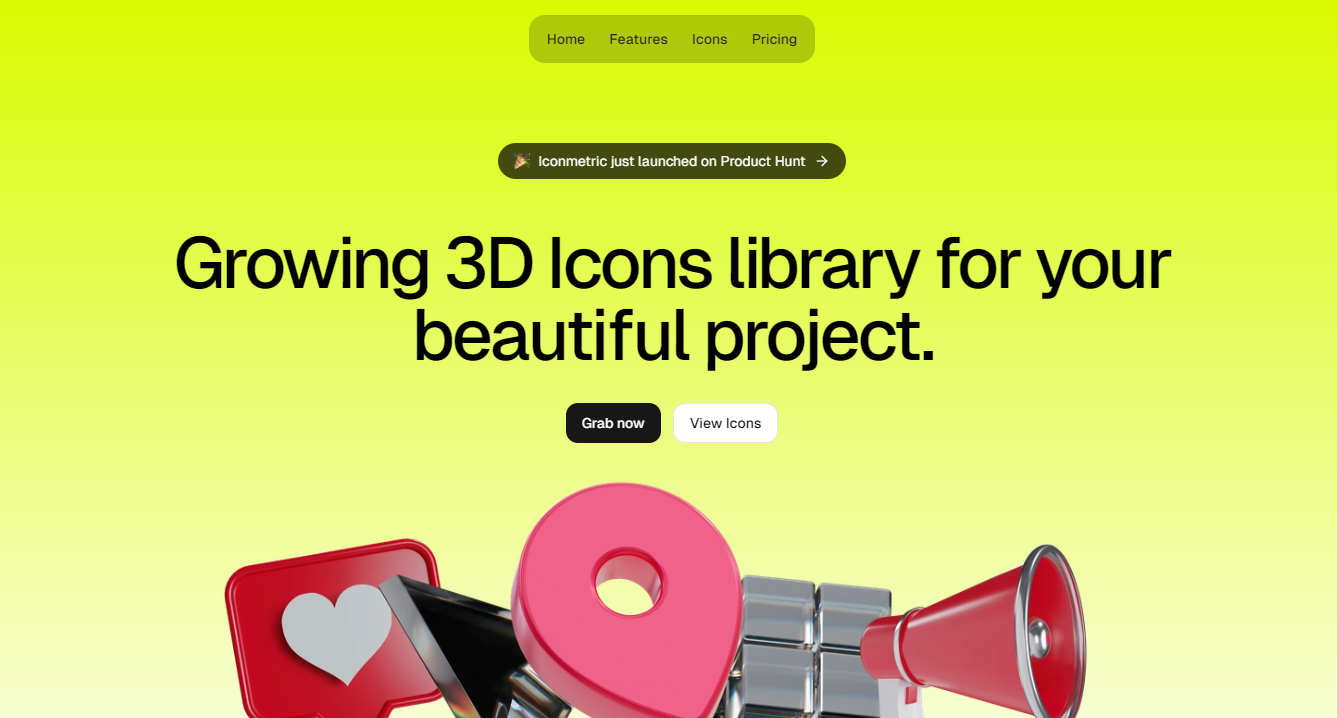 Home Features Icons Pricing
🎉 Iconmetric just launched on Product Hunt →
Growing 3D Icons library for your
beautiful project.
Grab now View Icons